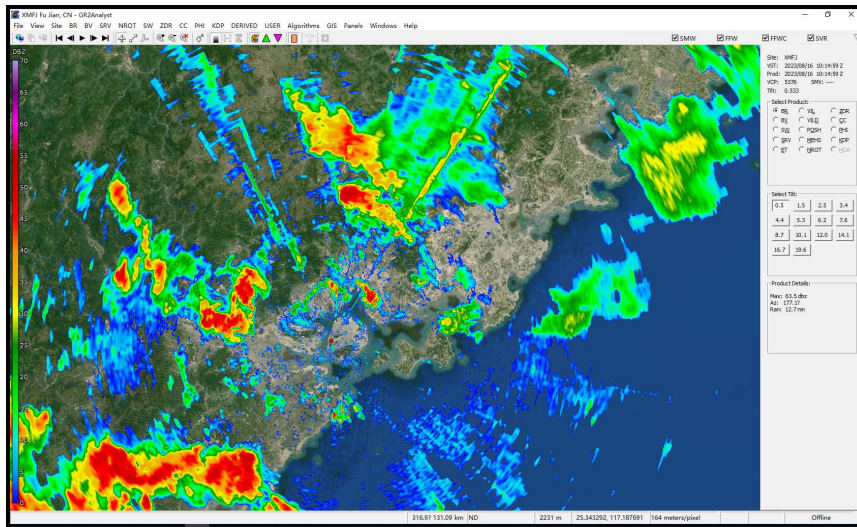 XMFJ Fu Jian, CN - GR2Analyst
File View Site BR BV SRV NROT SW ZDR CC PHI KDP DERIVED USER Algorithms GIS Panels Windows Help
SMW FFW FFWC SVR
DBZ
70
60
55
50
45
40
35
30
25
20
15
10
5
0
Site: XMFJ
VST: 2023/08/16 10:14:59 Z
Prod: 2023/08/16 10:14:59 Z
VCP: 5376 SMV: ---
Tilt: 0.533
Select Product:
BR VIL ZDR
BV VILD CC
SW POSH PHI
SRV MEHS KDP
ET NROT HCA
Select Tilt:
0.5 1.5 2.5 3.4
4.4 5.3 6.2 7.6
8.7 10.1 12.0 14.1
16.7 19.6
Product Details:
Max: 63.5 dbz
Az: 177.1?
Ran: 12.7 nm
316.9? 131.09 km ND 2231 m 25.343292, 117.187691 164 meters/pixel Offline